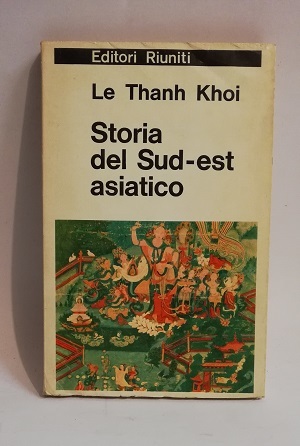 Editori Riuniti
Le Thanh Khoi
Storia
del Sud-est
asiatico